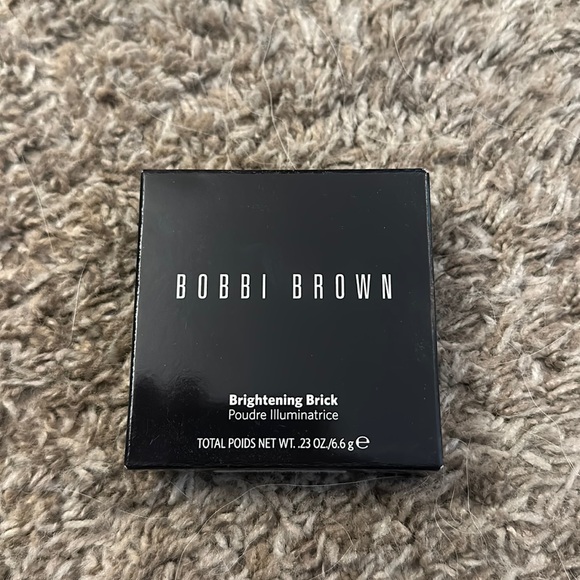 BOBBI BROWN
Brightening Brick
Poudre Illuminatrice
TOTAL POIDS NET WT. .23 OZ./6.6 g ℮